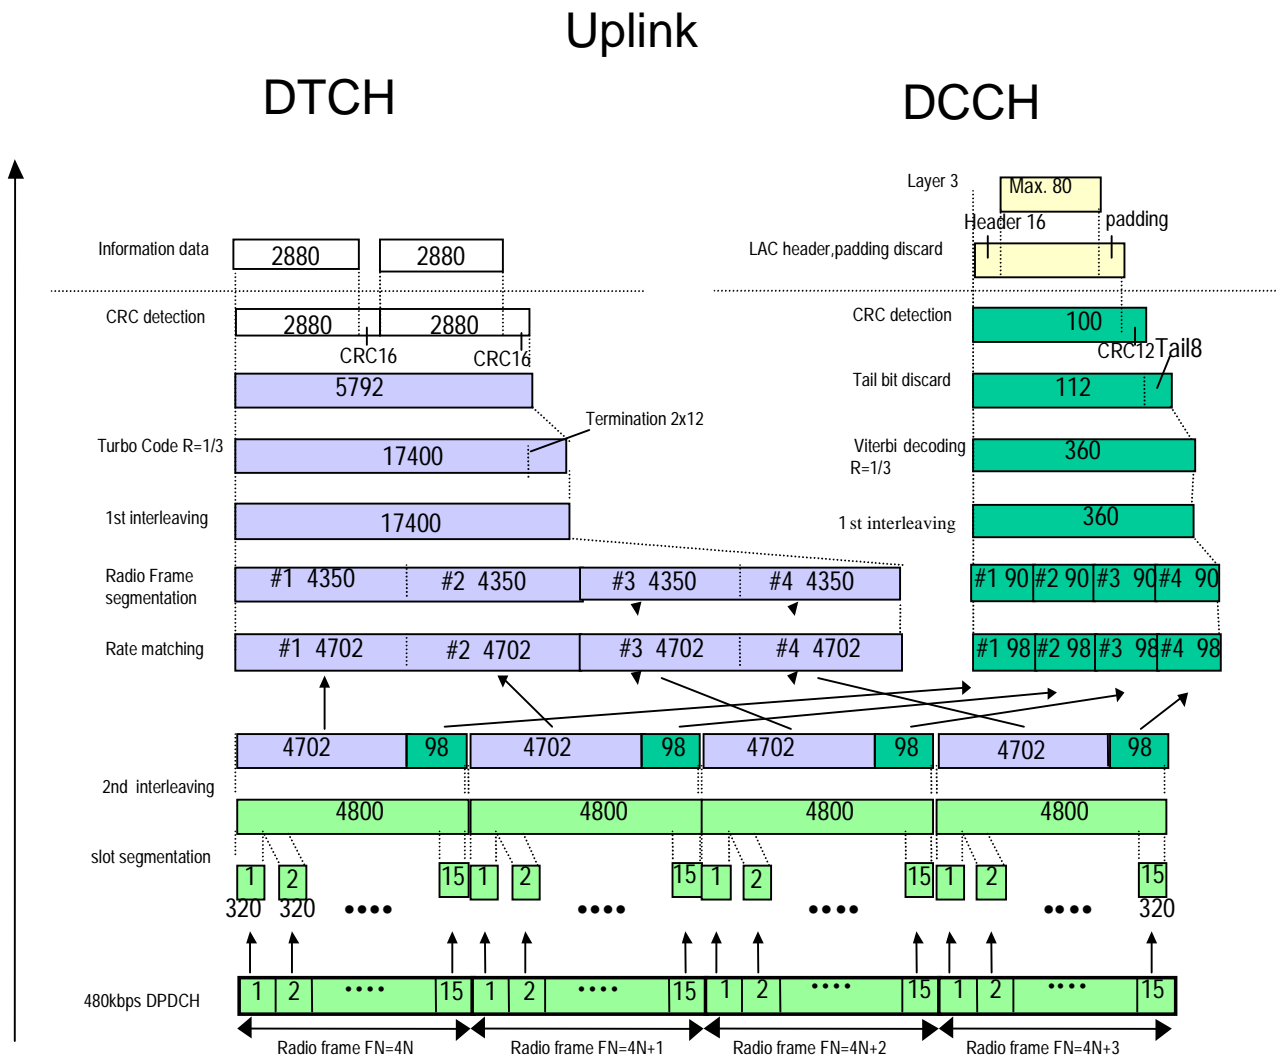 Uplink
DTCH
DCCH
Layer 3
Max. 80
Header 16
padding
Information data
2880
2880
LAC header,padding discard
CRC detection
2880
2880
CRC16
CRC16
CRC detection
100
CRC12
Tail8
5792
Tail bit discard
112
Termination 2x12
Turbo Code R=1/3
17400
Viterbi decoding
R=1/3
360
1st interleaving
17400
1st interleaving
360
Radio Frame
segmentation
#1 4350
#2 4350
#3 4350
#4 4350
#1 90
#2 90
#3 90
#4 90
Rate matching
#1 4702
#2 4702
#3 4702
#4 4702
#1 98
#2 98
#3 98
#4 98
4702
98
4702
98
4702
98
4702
98
2nd interleaving
4800
4800
4800
4800
slot segmentation
1
2
15
1
2
15
1
2
15
1
2
15
320
320
••••
••••
••••
••••
320
480kbps DPDCH
1
2
••••
15
1
2
••••
15
1
2
••••
15
1
2
••••
15
Radio frame FN=4N
Radio frame FN=4N+1
Radio frame FN=4N+2
Radio frame FN=4N+3